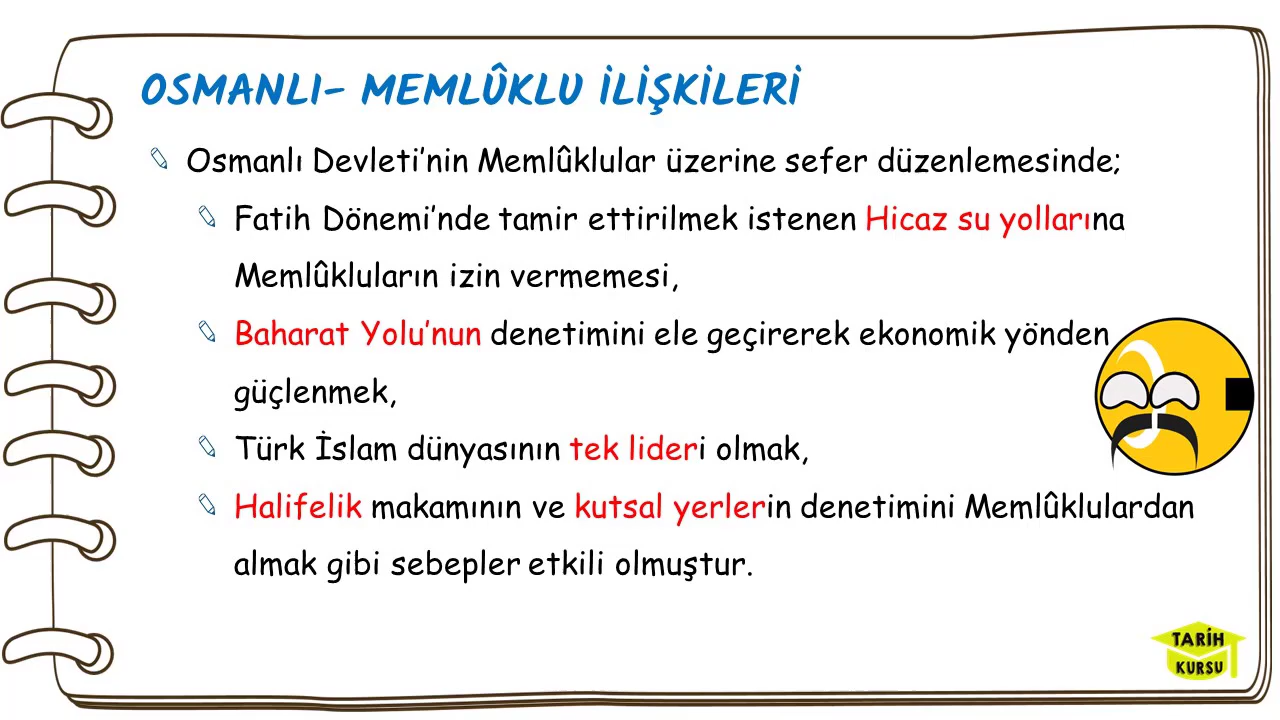 OSMANLI- MEMLÛKLU İLİŞKİLERİ
Osmanlı Devleti’nin Memlûklular üzerine sefer düzenlemesinde;
Fatih Dönemi’nde tamir ettirilmek istenen Hicaz su yollarına
Memlûkluların izin vermemesi,
Baharat Yolu’nun denetimini ele geçirerek ekonomik yönden
güçlenmek,
Türk İslam dünyasının tek lideri olmak,
Halifelik makamının ve kutsal yerlerin denetimini Memlûklulardan
almak gibi sebepler etkili olmuştur.
TARİH
KURSU